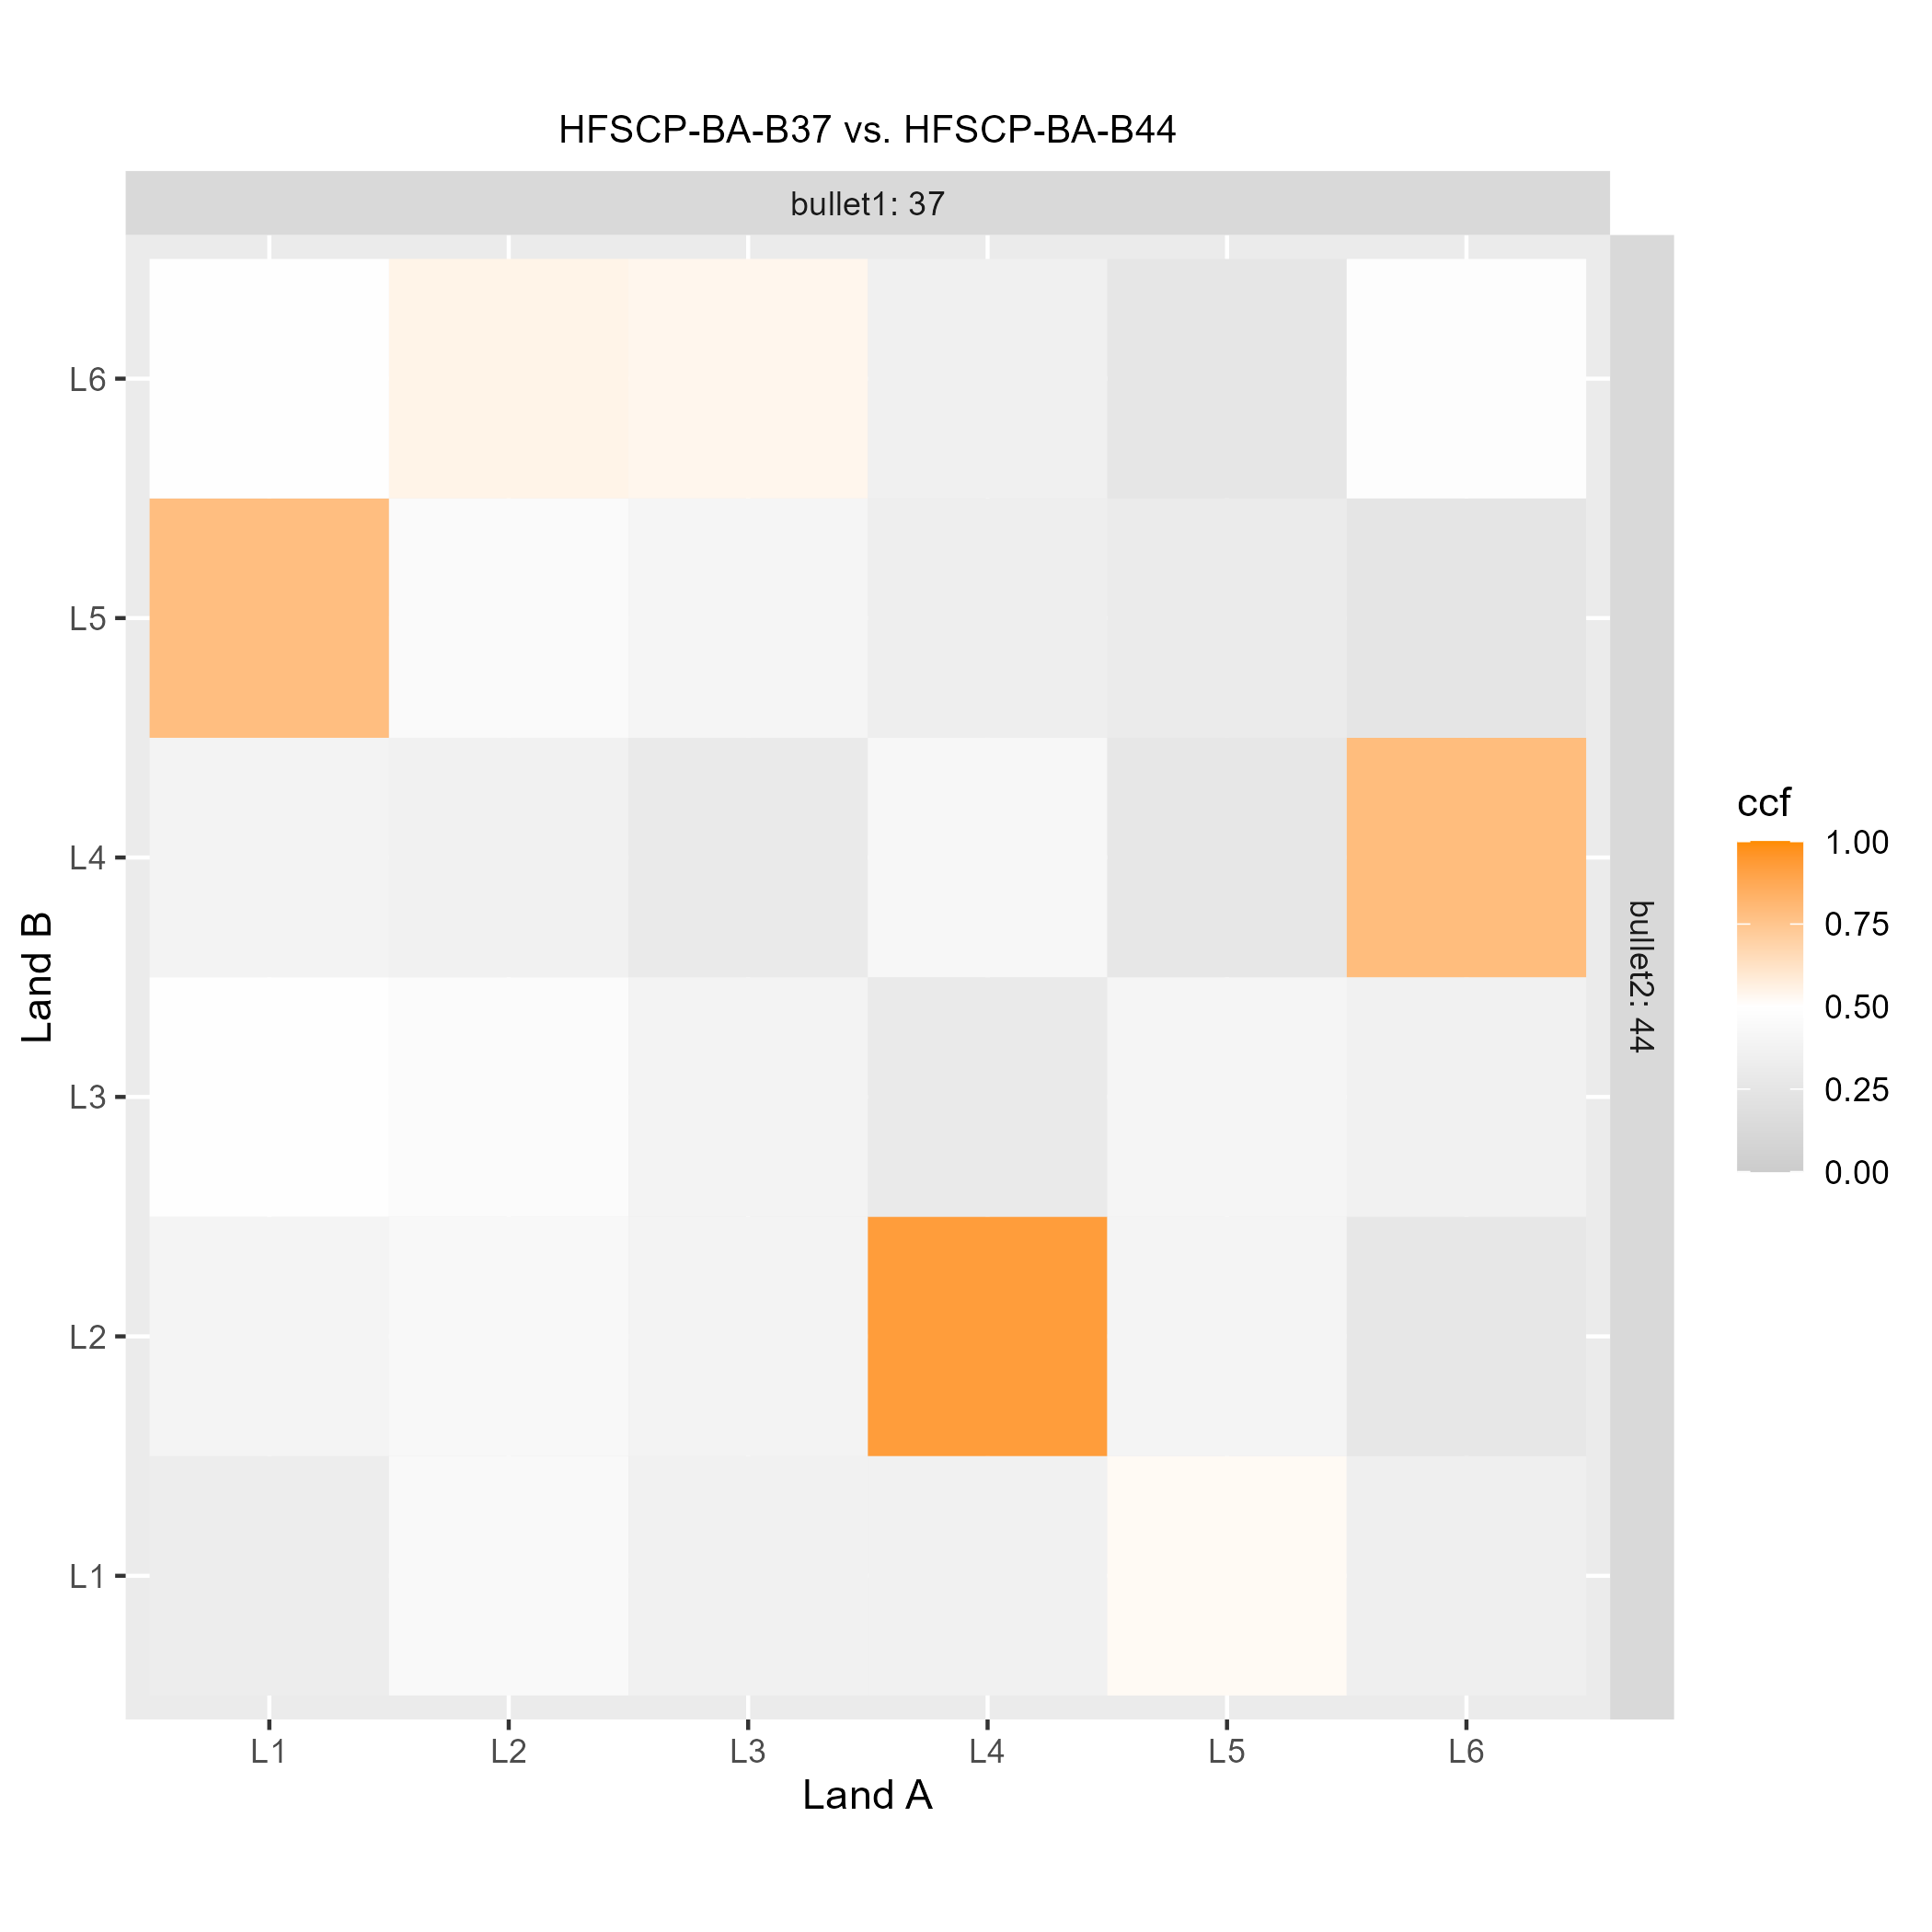 HFSCP-BA-B37 vs. HFSCP-BA-B44
bullet1: 37
L6
L5
L4
L3
L2
L1
Land B
bullet2: 44
L1 L2 L3 L4 L5 L6
Land A
ccf
1.00
0.75
0.50
0.25
0.00